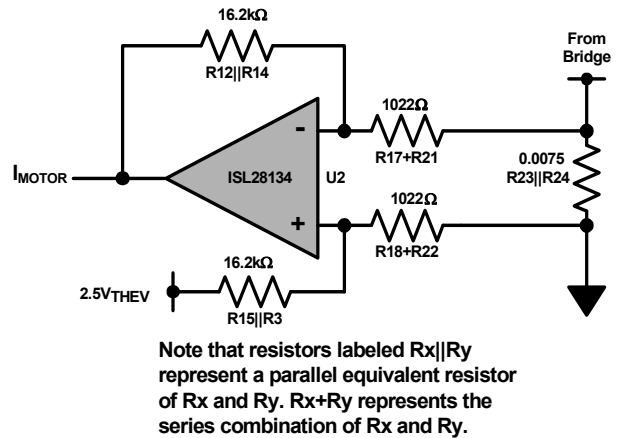 16.2kΩ
R12||R14
From
Bridge
1022Ω
R17+R21
-
ISL28134
U2
0.0075
R23||R24
IMOTOR
+
1022Ω
R18+R22
16.2kΩ
2.5VTHEV
R15||R3
Note that resistors labeled Rx||Ry
represent a parallel equivalent resistor
of Rx and Ry. Rx+Ry represents the
series combination of Rx and Ry.